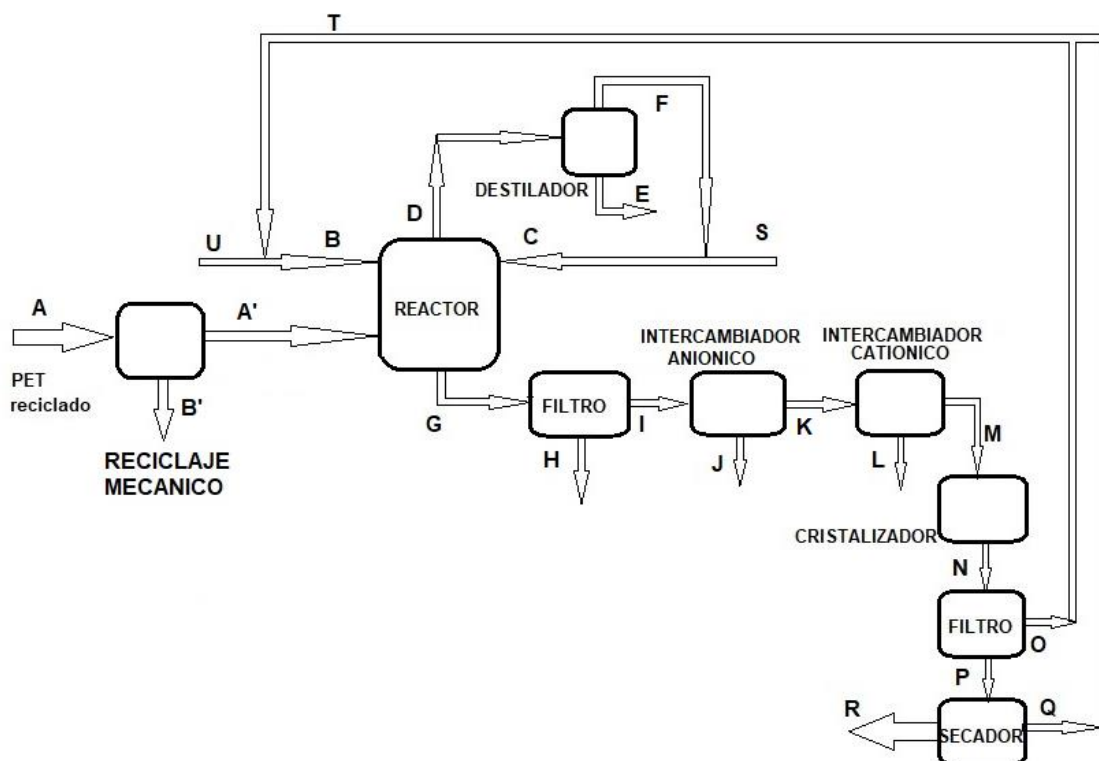 T
F
DESTILADOR
E
D
U
B
C
S
REACTOR
A
A'
PET
reciclado
B'
RECICLAJE
MECANICO
G
FILTRO
H
I
INTERCAMBIADOR
ANIONICO
J
K
INTERCAMBIADOR
CATIONICO
L
M
CRISTALIZADOR
N
FILTRO
O
P
R
SECADOR
Q